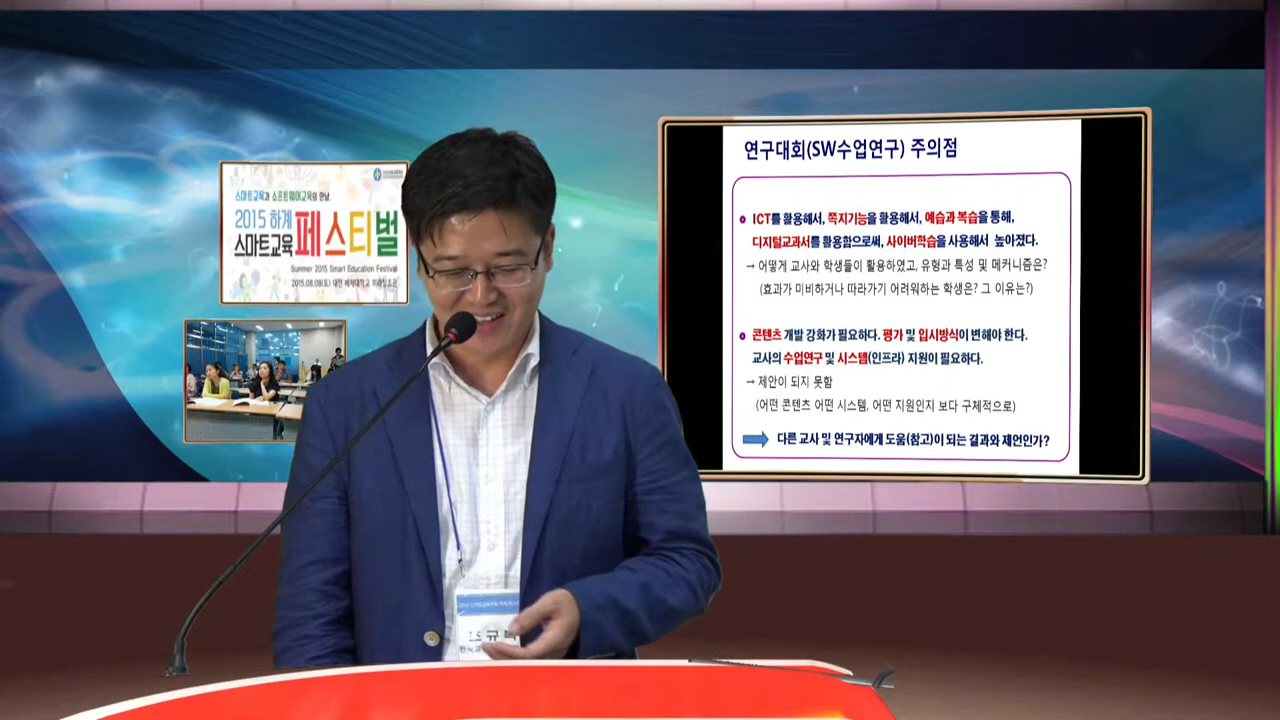 스마트교육과 소프트웨어교육의 만남.
2015 하계
스마트교육
페스티벌
Summer 2015 Smart Education Festival
2015.08.08(토) 대전 배재대학교
연구대회(SW수업연구) 주의점
ICT를 활용해서, 쪽지기능을 활용해서, 예습과 복습을 통해,
디지털교과서를 활용함으로써, 사이버학습을 사용해서 높아졌다.
→ 어떻게 교사와 학생들이 활용하였고, 유형과 특성 및 메커니즘은?
(효과가 미비하거나 따라가기 어려워하는 학생은? 그 이유는?)
콘텐츠 개발 강화가 필요하다. 평가 및 입시방식이 변해야 한다.
교사의 수업연구 및 시스템(인프라) 지원이 필요하다.
→ 제안이 되지 못함
(어떤 콘텐츠 어떤 시스템, 어떤 지원인지 보다 구체적으로)
다른 교사 및 연구자에게 도움(참고)이 되는 결과와 제언인가?